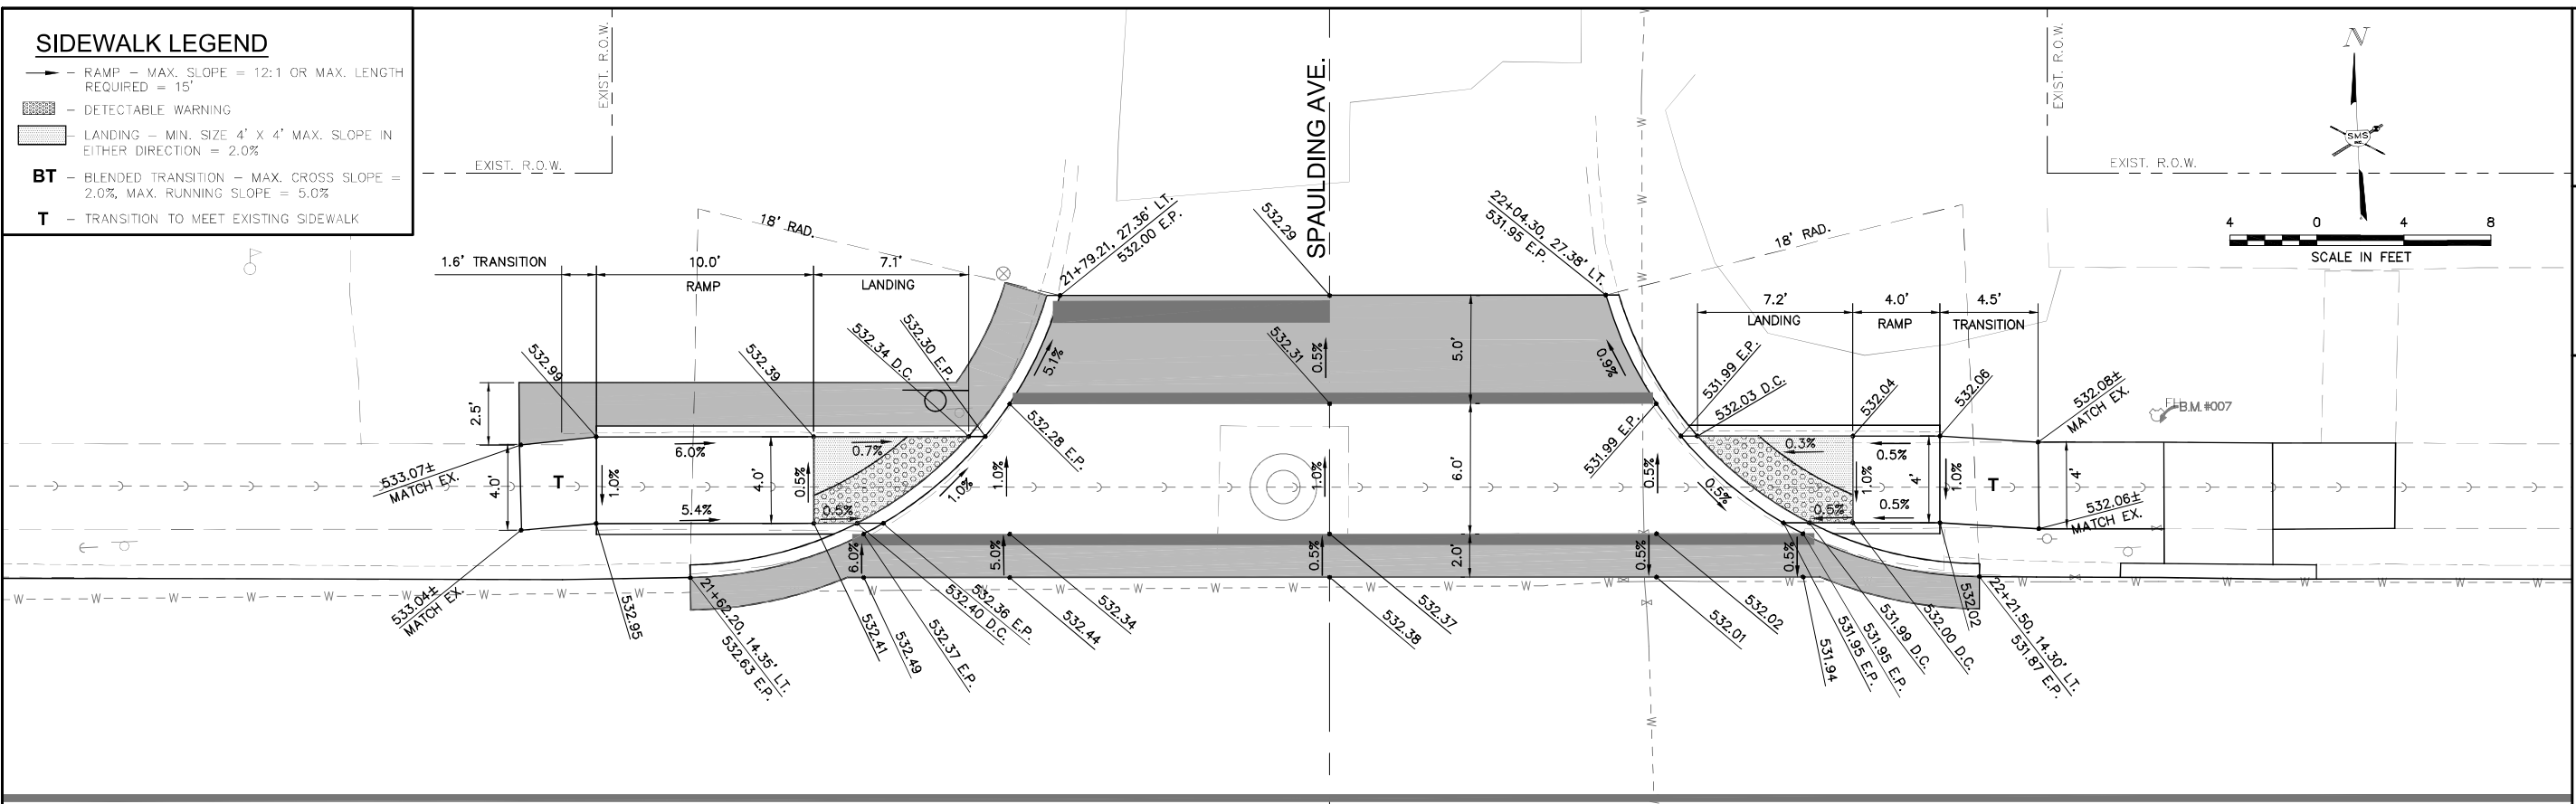 SIDEWALK LEGEND
- RAMP - MAX. SLOPE = 12:1 OR MAX. LENGTH
REQUIRED = 15'
- DETECTABLE WARNING
- LANDING - MIN. SIZE 4' X 4' MAX. SLOPE IN
EITHER DIRECTION = 2.0%
BT - BLENDED TRANSITION - MAX. CROSS SLOPE =
2.0%, MAX. RUNNING SLOPE = 5.0%
T - TRANSITION TO MEET EXISTING SIDEWALK
EXIST. R.O.W.
EXIST. R.O.W.
SPAULDING AVE.
EXIST. R.O.W.
EXIST. R.O.W.
N
SMS
INC.
4 0 4 8
SCALE IN FEET
18' RAD.
21+79.21, 27.36' LT.
532.00 E.P.
532.29
22+04.30, 27.38' LT.
531.95 E.P.
18' RAD.
1.6' TRANSITION
10.0'
RAMP
7.1'
LANDING
7.2'
LANDING
4.0'
RAMP
4.5'
TRANSITION
532.99
532.39
532.34 D.C.
532.30 E.P.
5.1%
532.31
0.5%
5.0'
0.9%
531.99 E.P.
532.03 D.C.
532.04
532.06
532.08±
MATCH EX.
FH
B.M. #007
2.5'
533.07±
MATCH EX.
4.0'
T
1.0%
6.0%
5.4%
4.0'
0.5%
0.7%
0.5%
1.0%
1.0%
532.28 E.P.
1.0%
6.0'
531.99 E.P.
0.5%
0.5%
0.3%
0.5%
1.0%
0.5%
0.5%
4'
1.0%
T
4'
532.06±
MATCH EX.
533.04±
MATCH EX.
532.95
21+62.20, 14.35' LT.
532.63 E.P.
6.0%
5.0%
0.5%
2.0'
0.5%
0.5%
532.41
532.49
532.37 E.P.
532.40 D.C.
532.36 E.P.
532.44
532.34
532.38
532.37
532.01
532.02
531.94
531.95 E.P.
531.95 E.P.
531.99 D.C.
532.00 D.C.
532.02
22+21.50, 14.30' LT.
531.87 E.P.
W W W W W W W W W W W W W W W W W
W
W
W
W
W
W